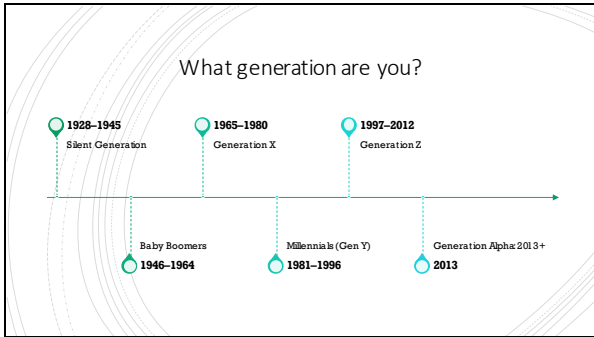 What generation are you?
1928–1945
Silent Generation
1965–1980
Generation X
1997–2012
Generation Z
Baby Boomers
1946–1964
Millennials (Gen Y)
1981–1996
Generation Alpha: 2013+
2013